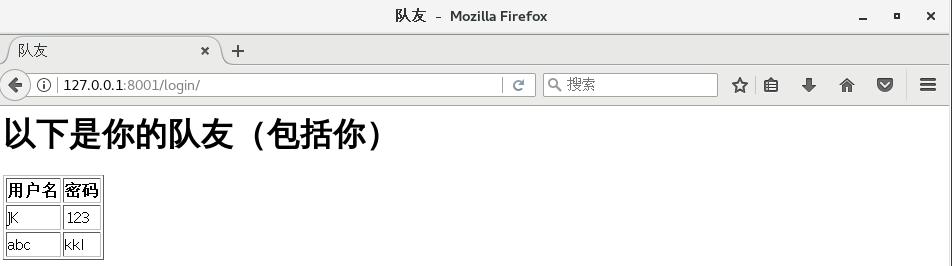 队友 - Mozilla Firefox
队友
127.0.0.1:8001/login/
搜索
以下是你的队友（包括你）
用户名 密码
JK 123
abc kkl